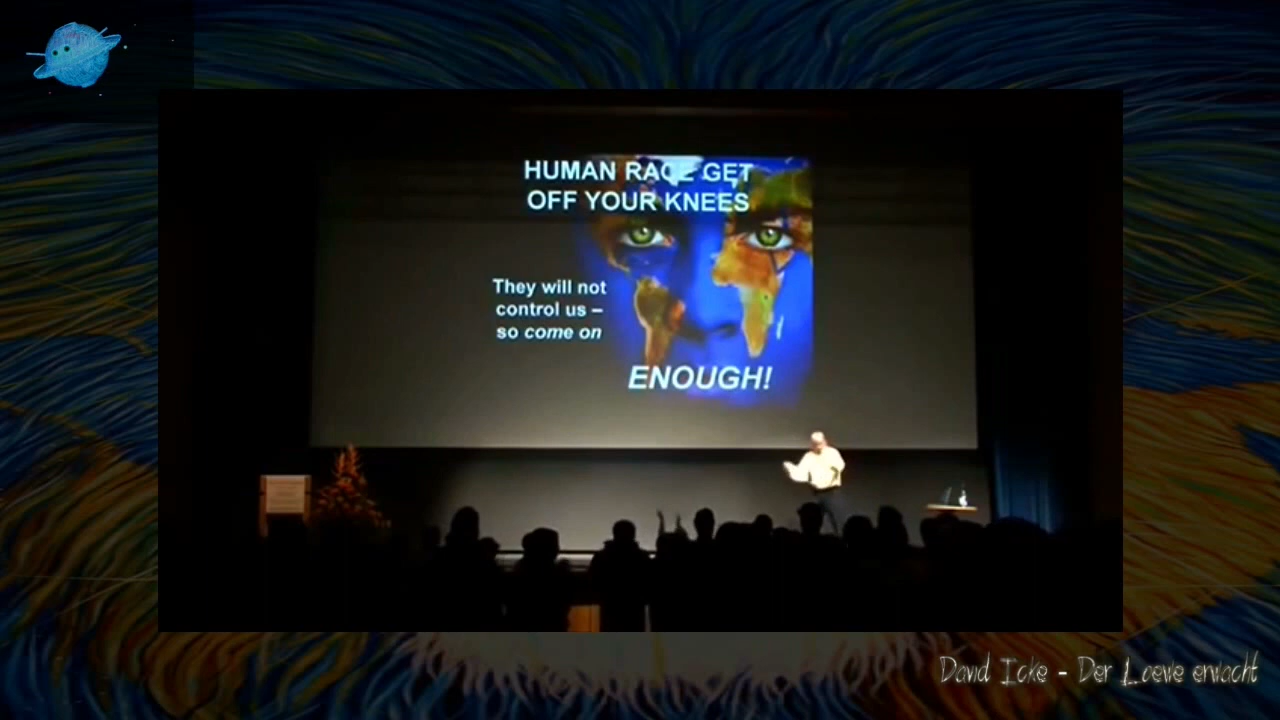 HUMAN RACE GET
OFF YOUR KNEES
They will not
control us –
so come on
ENOUGH!
David Icke - Der Loewe erwacht